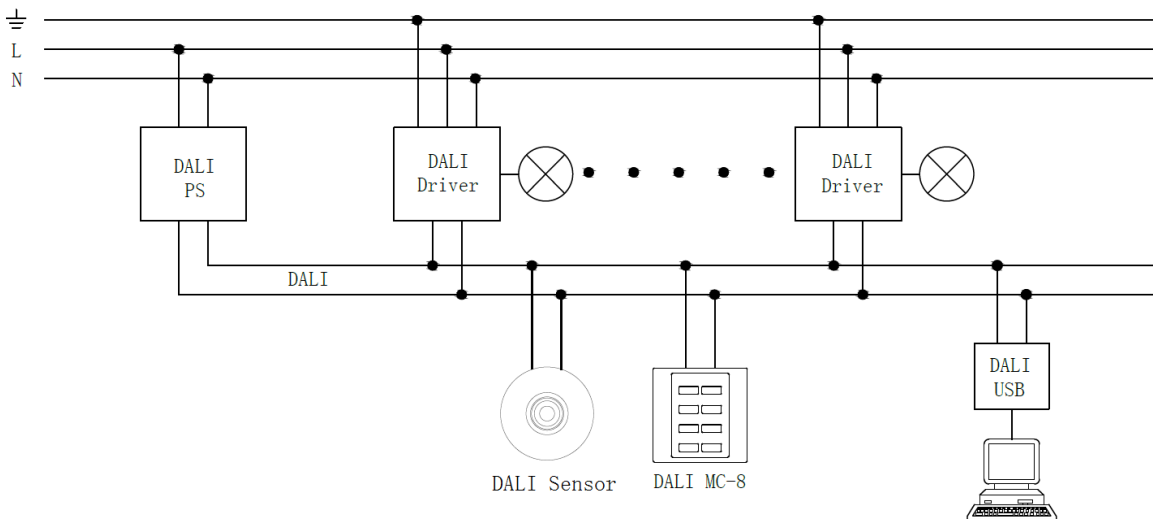 L
N
DALI
PS
DALI
Driver
DALI
Driver
DALI
DALI
USB
DALI Sensor
DALI MC-8